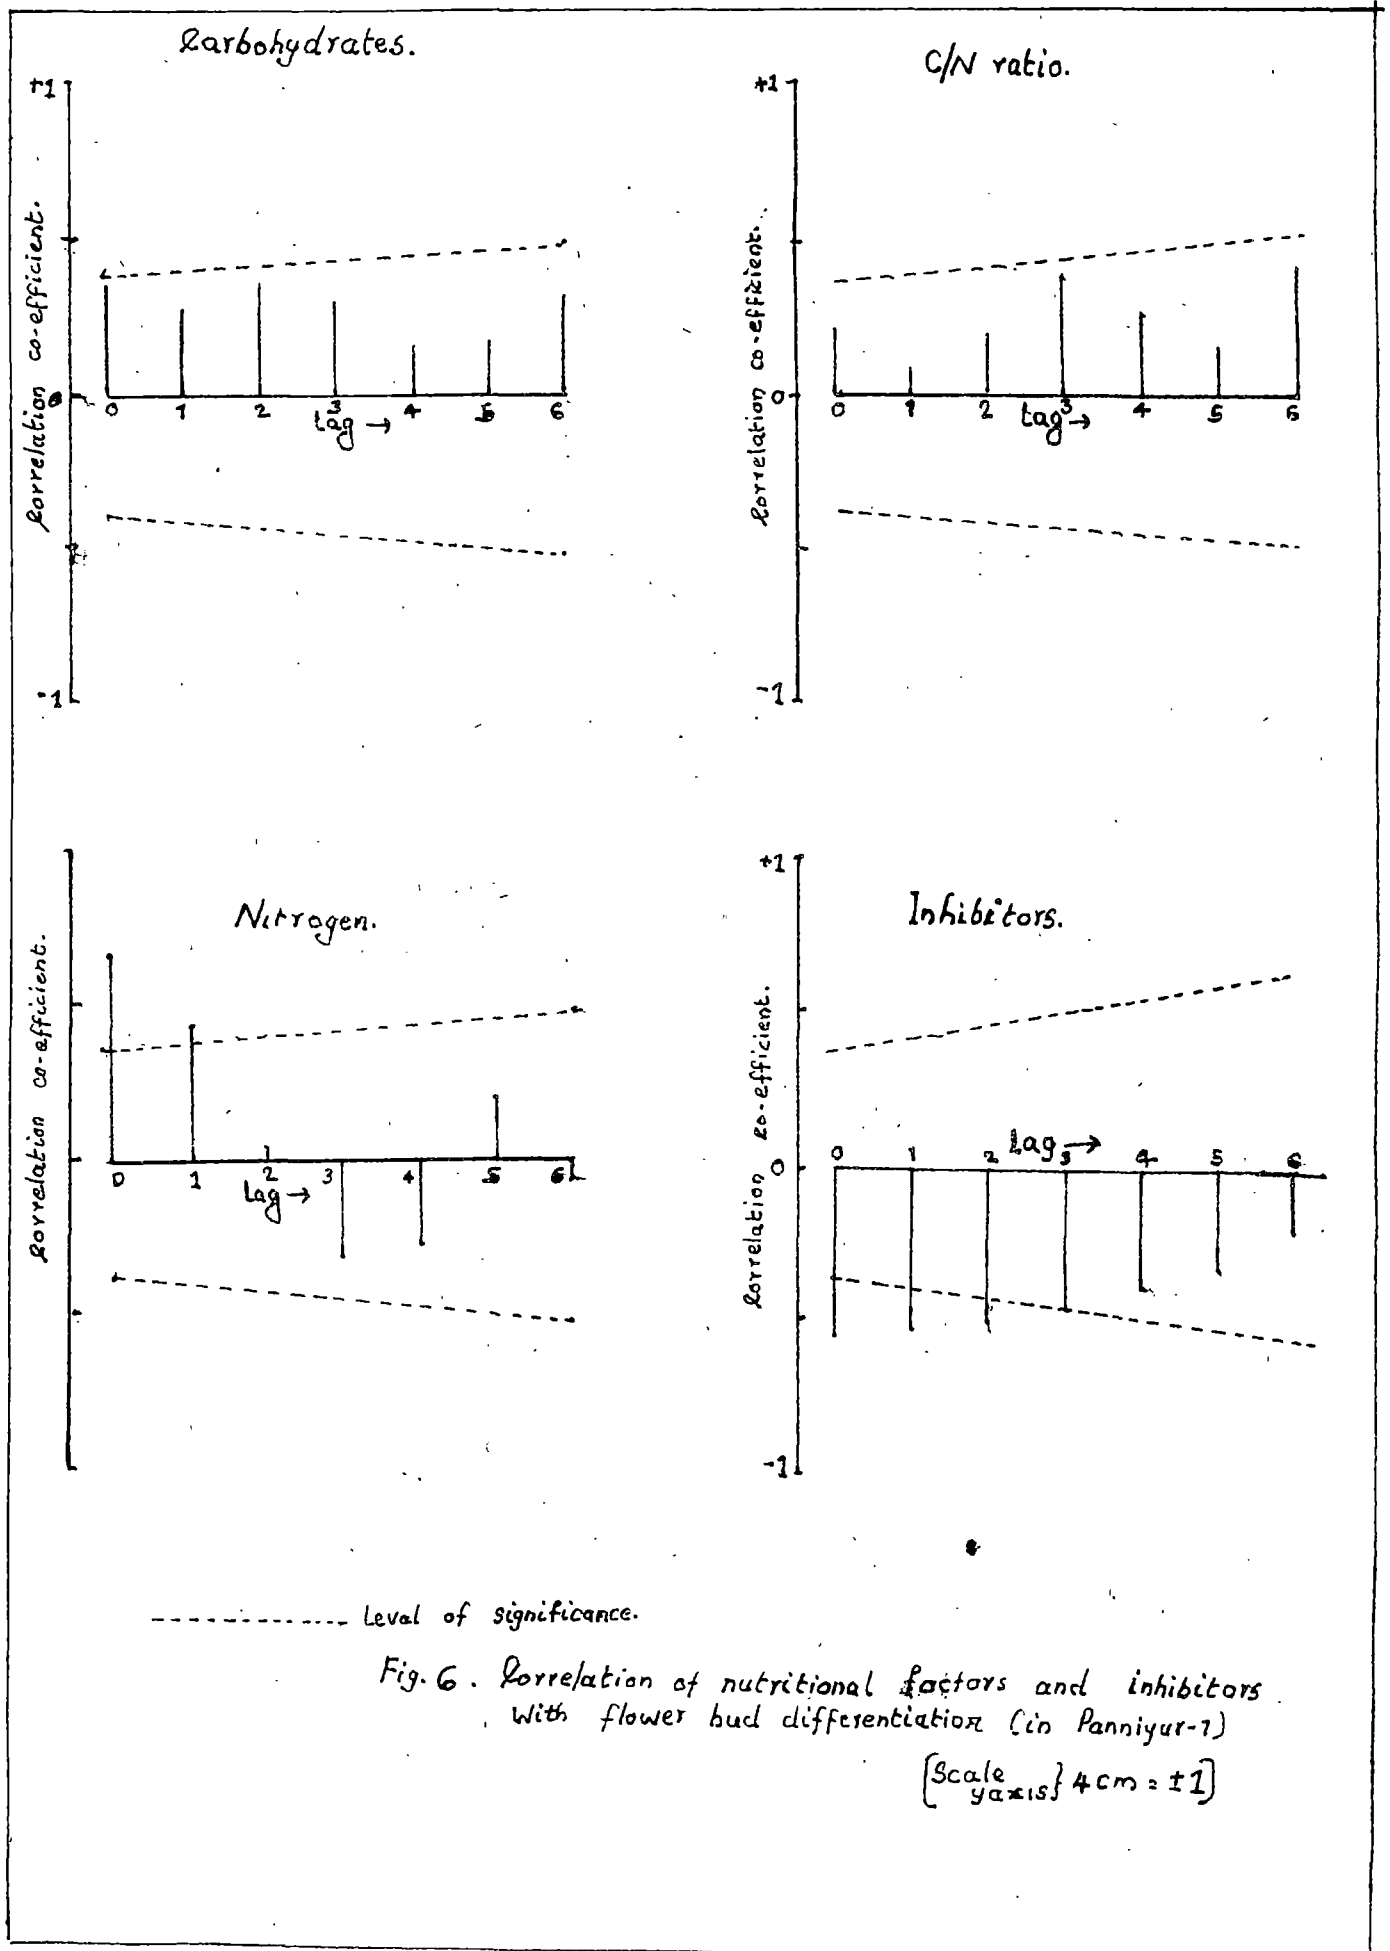 Carbohydrates.
+1
Correlation co-efficient.
0
0 1 2 3 4 5 6
Lag →
-1
C/N ratio.
+1
Correlation co-efficient.
0
0 1 2 3 4 5 6
Lag →
-1
Nitrogen.
Correlation co-efficient.
0 1 2 3 4 5 6
Lag →
Inhibitors.
+1
Correlation co-efficient.
Lag →
0
0 1 2 3 4 5 6
-1
------------ Level of significance.
Fig. 6. Correlation of nutritional factors and inhibitors
with flower bud differentiation (in Panniyur-1)
[Scale
yaxis} 4 cm = ±1]